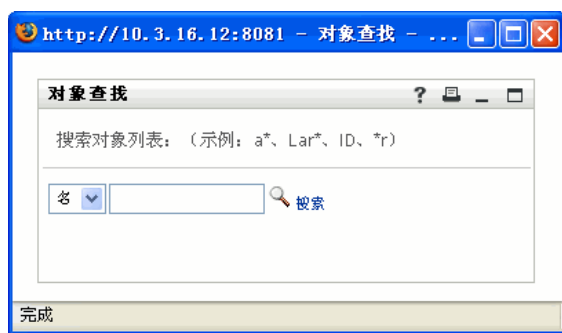 http://10.3.16.12:8081 - 对象查找 - ...
对象查找
搜索对象列表：（示例：a*、Lar*、ID、*r）
名 搜索
完成